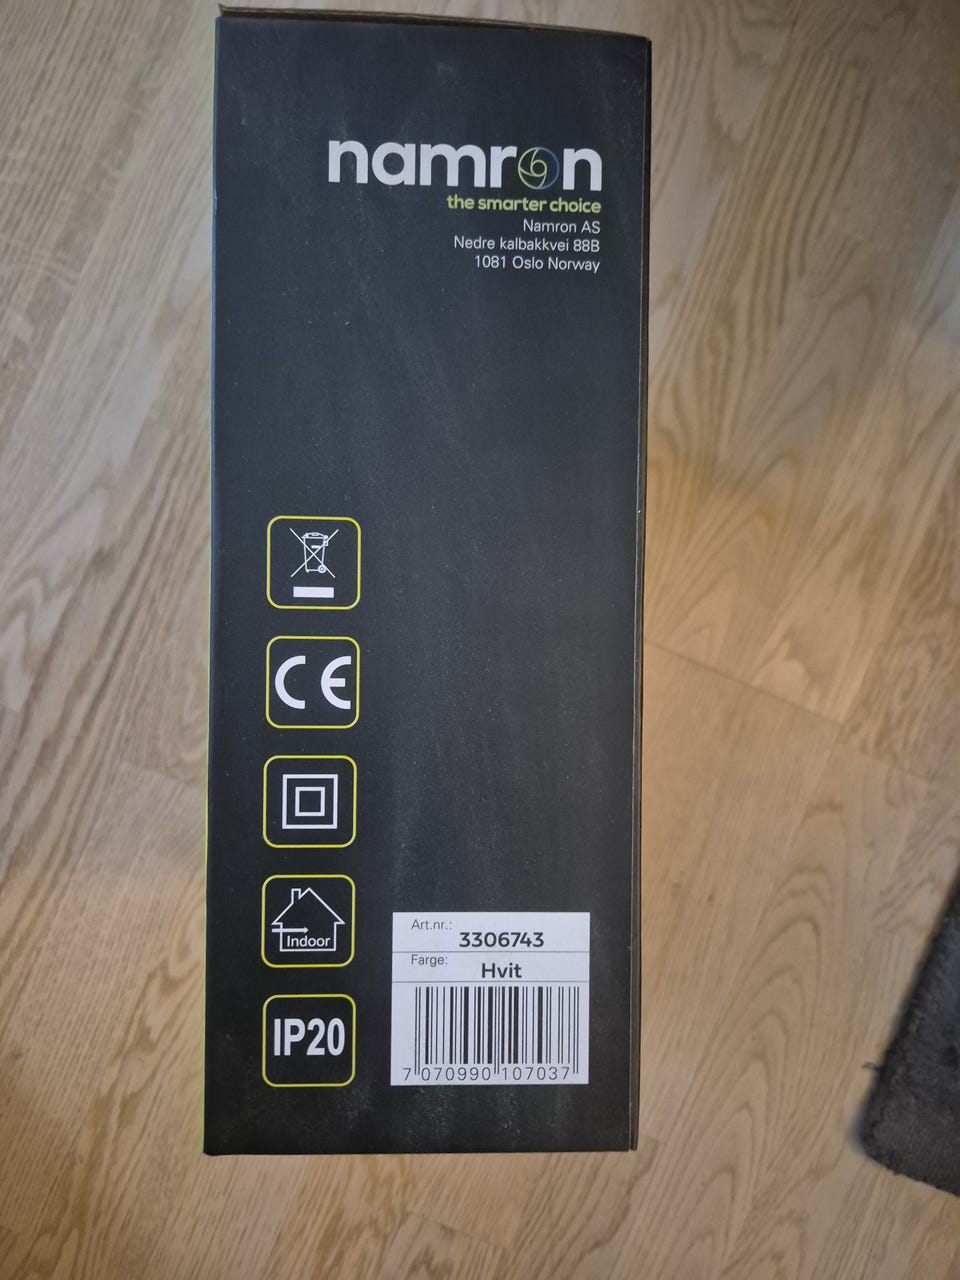 namron
the smarter choice
Namron AS
Nedre kalbakkvei 88B
1081 Oslo Norway
CE
Indoor
IP20
Art.nr.: 3306743
Farge: Hvit
7 070990 107037